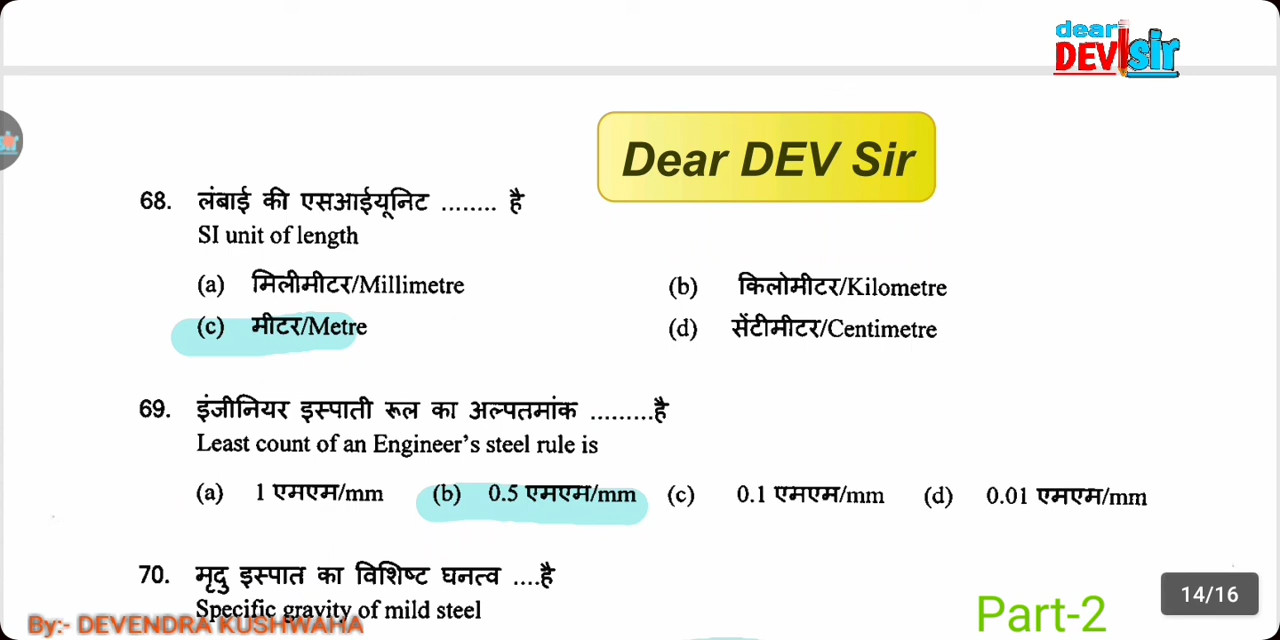 dear
DEV sir
Dear DEV Sir
68. लंबाई की एसआईयूनिट ........ है
SI unit of length
(a) मिलीमीटर/Millimetre (b) किलोमीटर/Kilometre
(c) मीटर/Metre (d) सेंटीमीटर/Centimetre
69. इंजीनियर इस्पाती रूल का अल्पतमांक .........है
Least count of an Engineer's steel rule is
(a) 1 एमएम/mm (b) 0.5 एमएम/mm (c) 0.1 एमएम/mm (d) 0.01 एमएम/mm
70. मृदु इस्पात का विशिष्ट घनत्व ....है
Specific gravity of mild steel
By:- DEVENDRA KUSHWAHA
Part-2
14/16